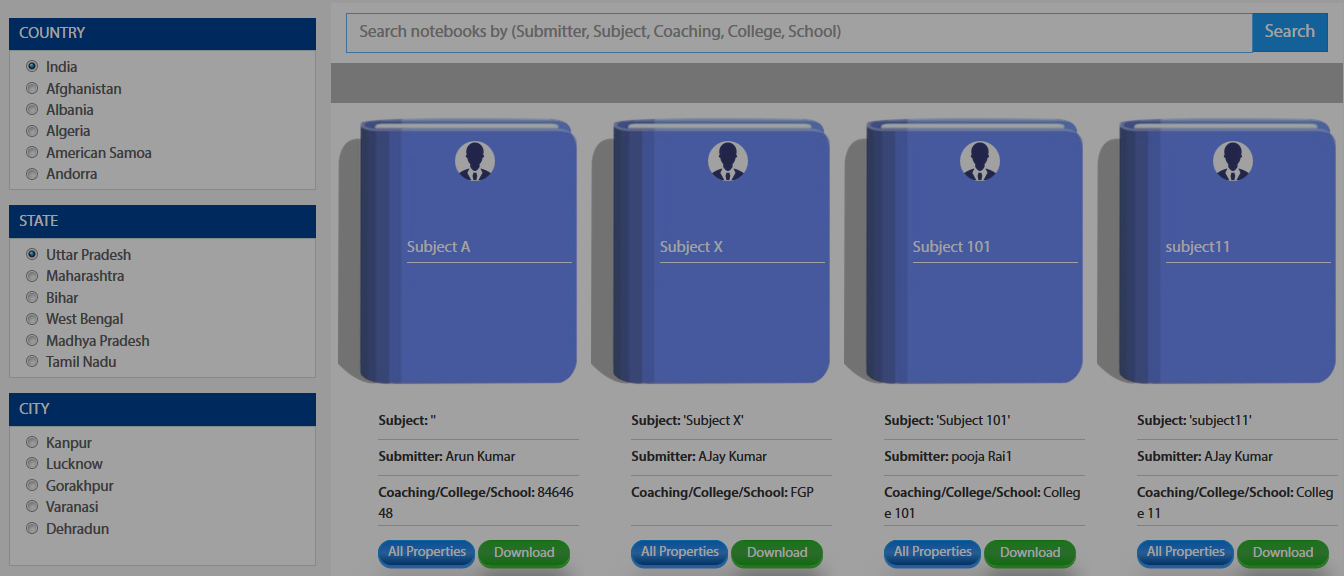 COUNTRY
India
Afghanistan
Albania
Algeria
American Samoa
Andorra
STATE
Uttar Pradesh
Maharashtra
Bihar
West Bengal
Madhya Pradesh
Tamil Nadu
CITY
Kanpur
Lucknow
Gorakhpur
Varanasi
Dehradun
Search notebooks by (Submitter, Subject, Coaching, College, School)
Search
Subject A
Subject X
Subject 101
subject11
Subject: ''
Submitter: Arun Kumar
Coaching/College/School: 84646
48
All Properties
Download
Subject: 'Subject X'
Submitter: AJay Kumar
Coaching/College/School: FGP
All Properties
Download
Subject: 'Subject 101'
Submitter: pooja Rai1
Coaching/College/School: Colleg
e 101
All Properties
Download
Subject: 'subject11'
Submitter: AJay Kumar
Coaching/College/School: Colleg
e 11
All Properties
Download